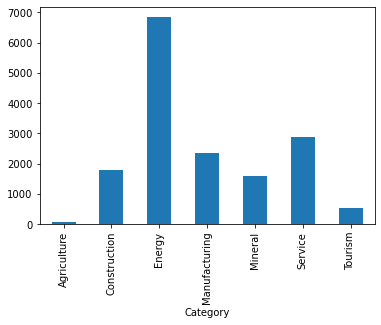 7000
6000
5000
4000
3000
2000
1000
0
Agriculture
Construction
Energy
Manufacturing
Mineral
Service
Tourism
Category